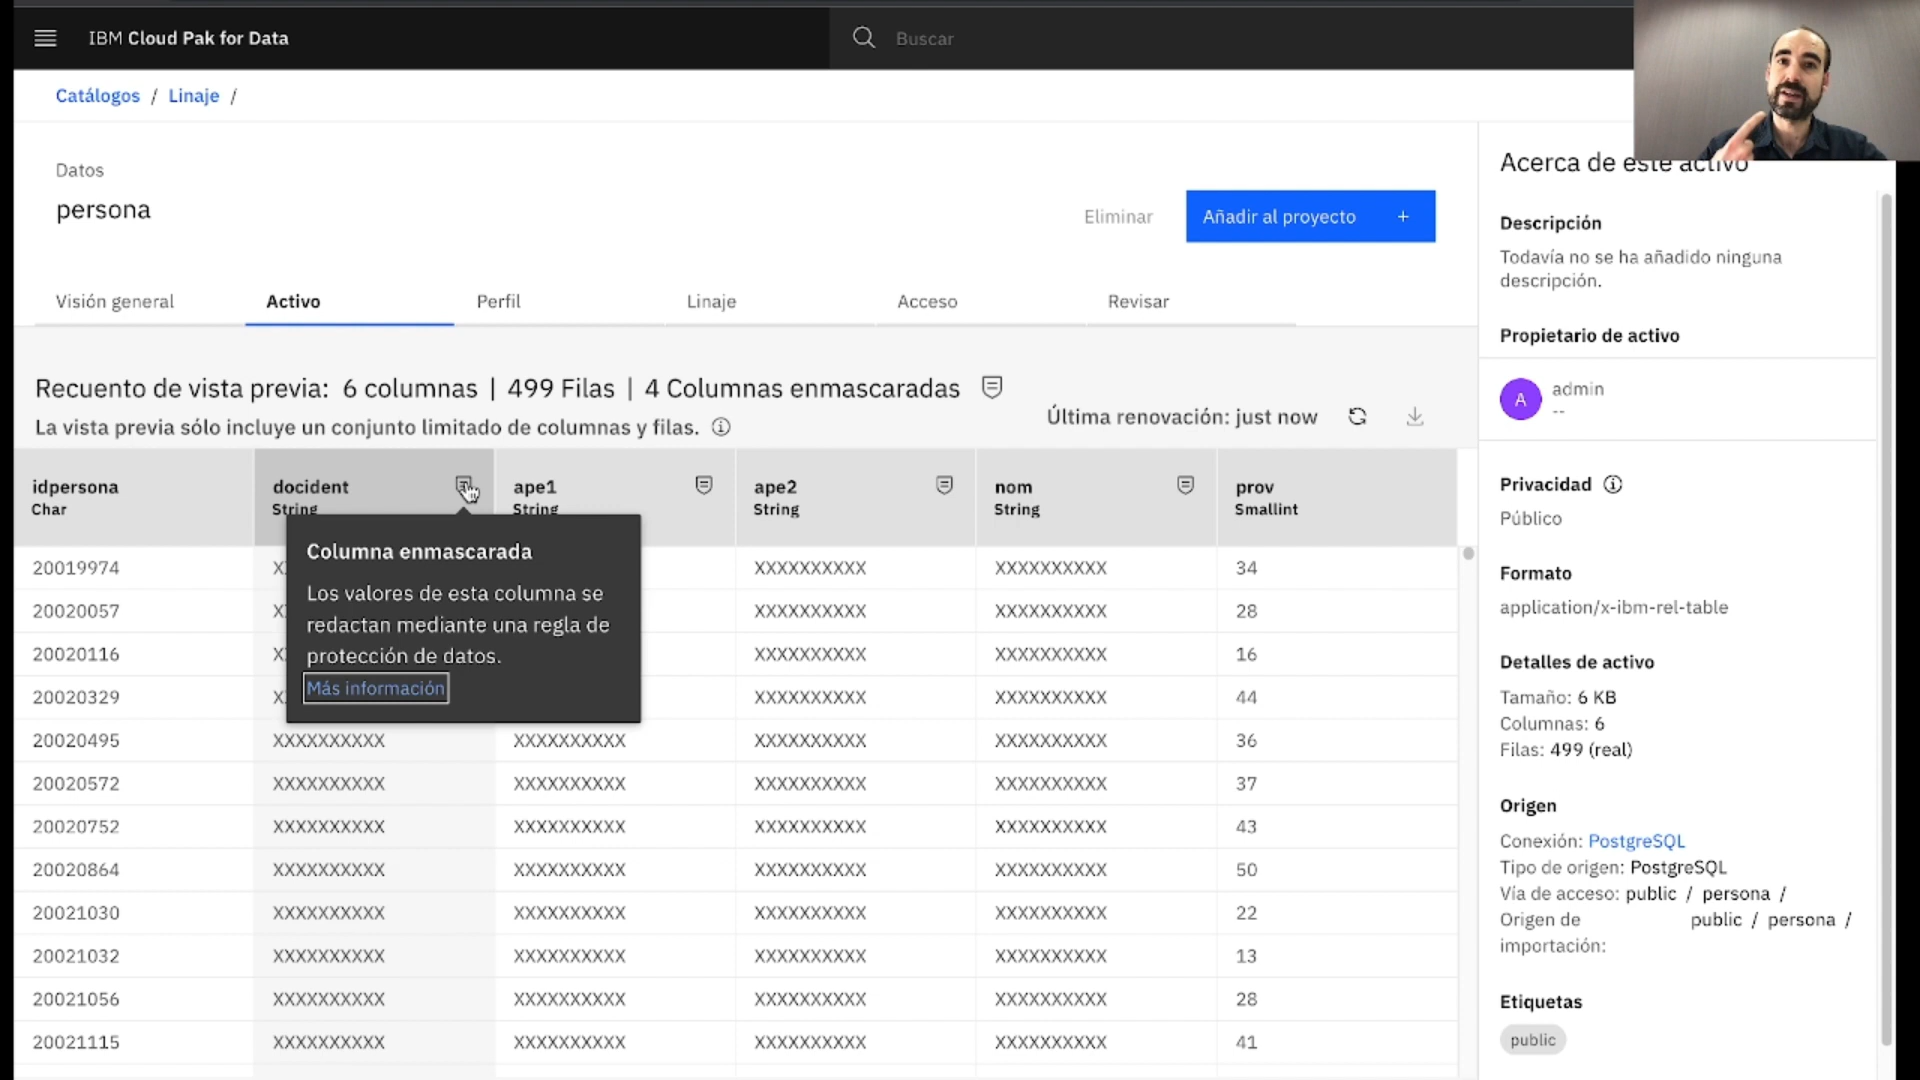 IBM Cloud Pak for Data
Buscar
Catálogos / Linaje /
Datos
persona
Eliminar
Añadir al proyecto +
Visión general
Activo
Perfil
Linaje
Acceso
Revisar
Recuento de vista previa: 6 columnas | 499 Filas | 4 Columnas enmascaradas
La vista previa sólo incluye un conjunto limitado de columnas y filas.
Última renovación: just now
idpersona docident ape1 ape2 nom prov
Char String String String String Smallint
Columna enmascarada
Los valores de esta columna se
redactan mediante una regla de
protección de datos.
Más información
20019974 X XXXXXXXXXX XXXXXXXXXX 34
20020057 X XXXXXXXXXX XXXXXXXXXX 28
20020116 X XXXXXXXXXX XXXXXXXXXX 16
20020329 X XXXXXXXXXX XXXXXXXXXX 44
20020495 XXXXXXXXXX XXXXXXXXXX XXXXXXXXXX XXXXXXXXXX 36
20020572 XXXXXXXXXX XXXXXXXXXX XXXXXXXXXX XXXXXXXXXX 37
20020752 XXXXXXXXXX XXXXXXXXXX XXXXXXXXXX XXXXXXXXXX 43
20020864 XXXXXXXXXX XXXXXXXXXX XXXXXXXXXX XXXXXXXXXX 50
20021030 XXXXXXXXXX XXXXXXXXXX XXXXXXXXXX XXXXXXXXXX 22
20021032 XXXXXXXXXX XXXXXXXXXX XXXXXXXXXX XXXXXXXXXX 13
20021056 XXXXXXXXXX XXXXXXXXXX XXXXXXXXXX XXXXXXXXXX 28
20021115 XXXXXXXXXX XXXXXXXXXX XXXXXXXXXX XXXXXXXXXX 41
Acerca de este activo
Descripción
Todavía no se ha añadido ninguna
descripción.
Propietario de activo
A
admin
--
Privacidad
Público
Formato
application/x-ibm-rel-table
Detalles de activo
Tamaño: 6 KB
Columnas: 6
Filas: 499 (real)
Origen
Conexión: PostgreSQL
Tipo de origen: PostgreSQL
Vía de acceso: public / persona /
Origen de public / persona /
importación:
Etiquetas
public